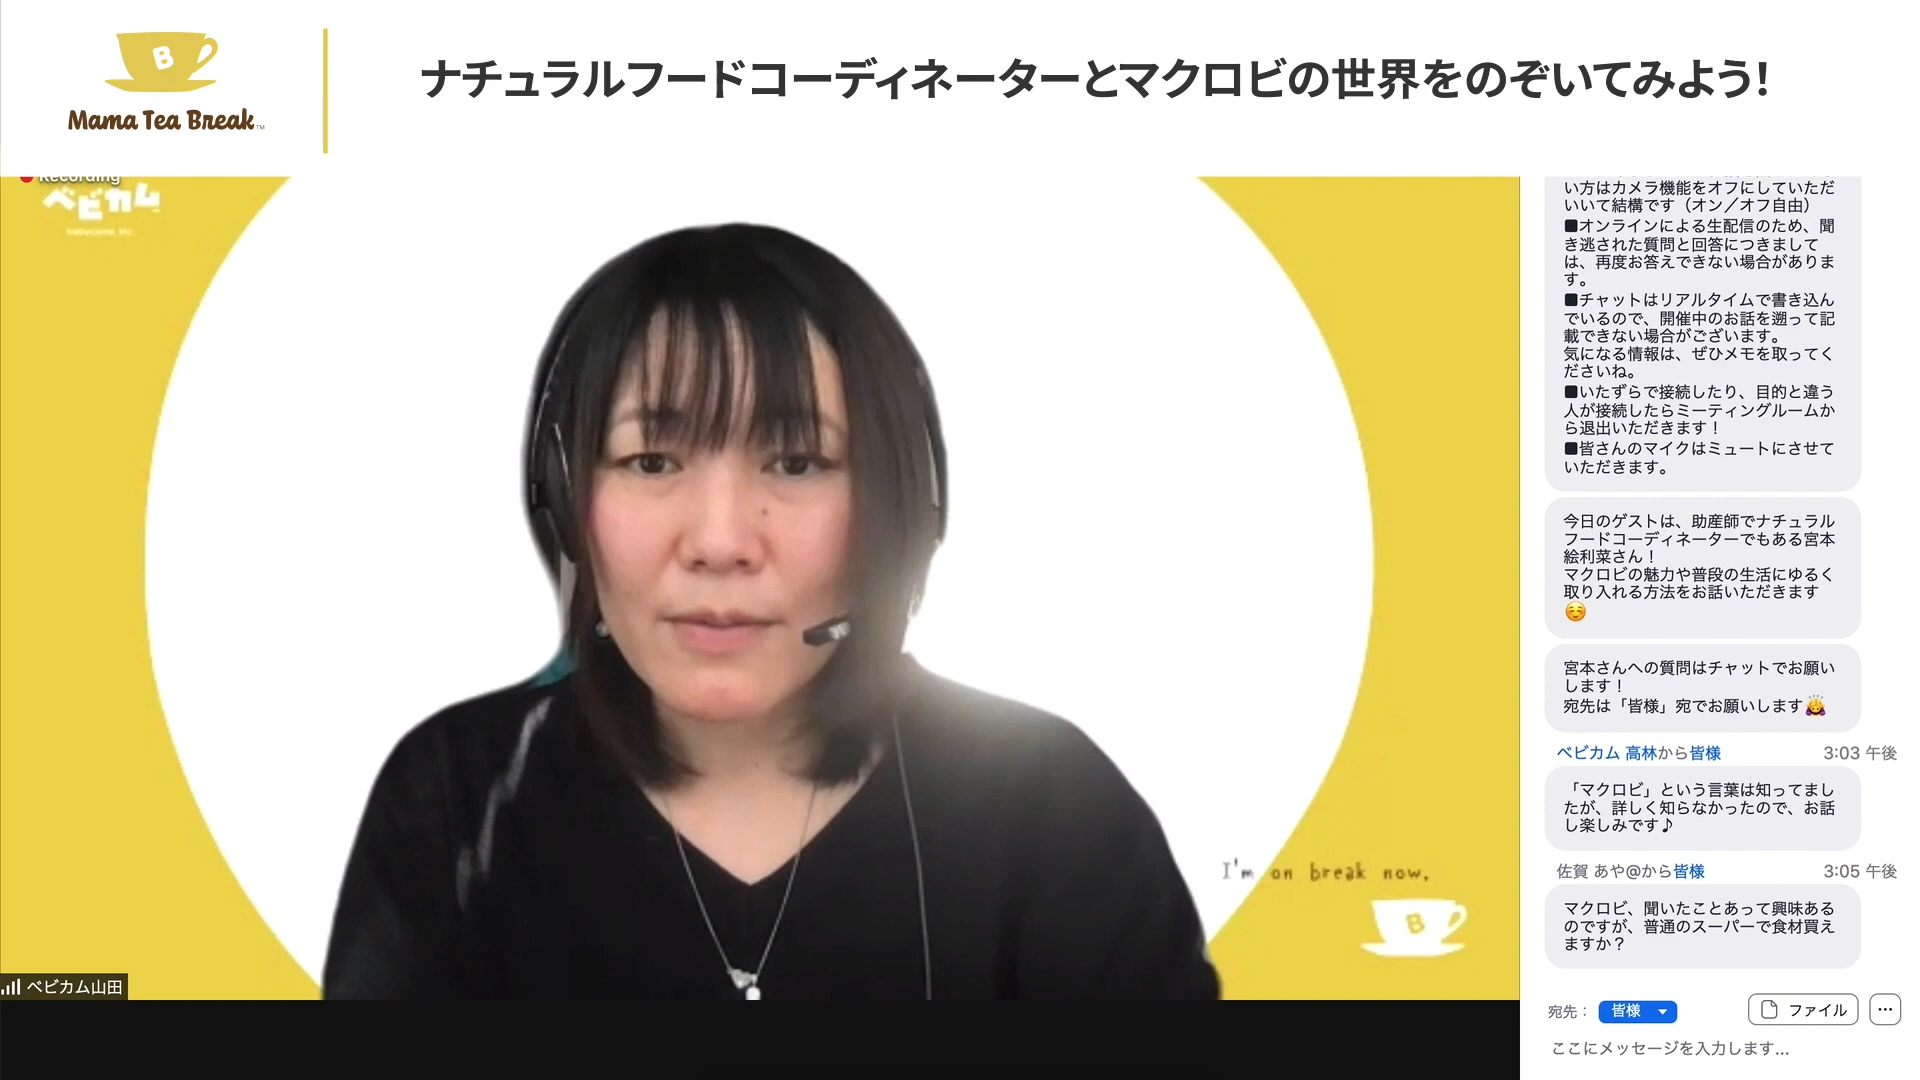 B
Mama Tea Break™
ナチュラルフードコーディネーターとマクロビの世界をのぞいてみよう!
Recording
ベビカム
babycome, Inc.
I'm on break now.
B
ベビカム山田
い方はカメラ機能をオフにしていただ
いいて結構です（オン／オフ自由）
■オンラインによる生配信のため、聞
き逃された質問と回答につきまして
は、再度お答えできない場合がありま
す。
■チャットはリアルタイムで書き込ん
でいるので、開催中のお話を遡って記
載できない場合がございます。
気になる情報は、ぜひメモを取ってく
ださいね。
■いたずらで接続したり、目的と違う
人が接続したらミーティングルームか
ら退出いただきます！
■皆さんのマイクはミュートにさせて
いただきます。
今日のゲストは、助産師でナチュラル
フードコーディネーターでもある宮本
絵利菜さん！
マクロビの魅力や普段の生活にゆるく
取り入れる方法をお話いただきます
☺️
宮本さんへの質問はチャットでお願い
します！
宛先は「皆様」宛でお願いします🙇‍♀️
ベビカム 高林から皆様 3:03 午後
「マクロビ」という言葉は知ってまし
たが、詳しく知らなかったので、お話
し楽しみです♪
佐賀 あや@から皆様 3:05 午後
マクロビ、聞いたことあって興味ある
のですが、普通のスーパーで食材買え
ますか？
宛先： 皆様 ファイル ...
ここにメッセージを入力します...